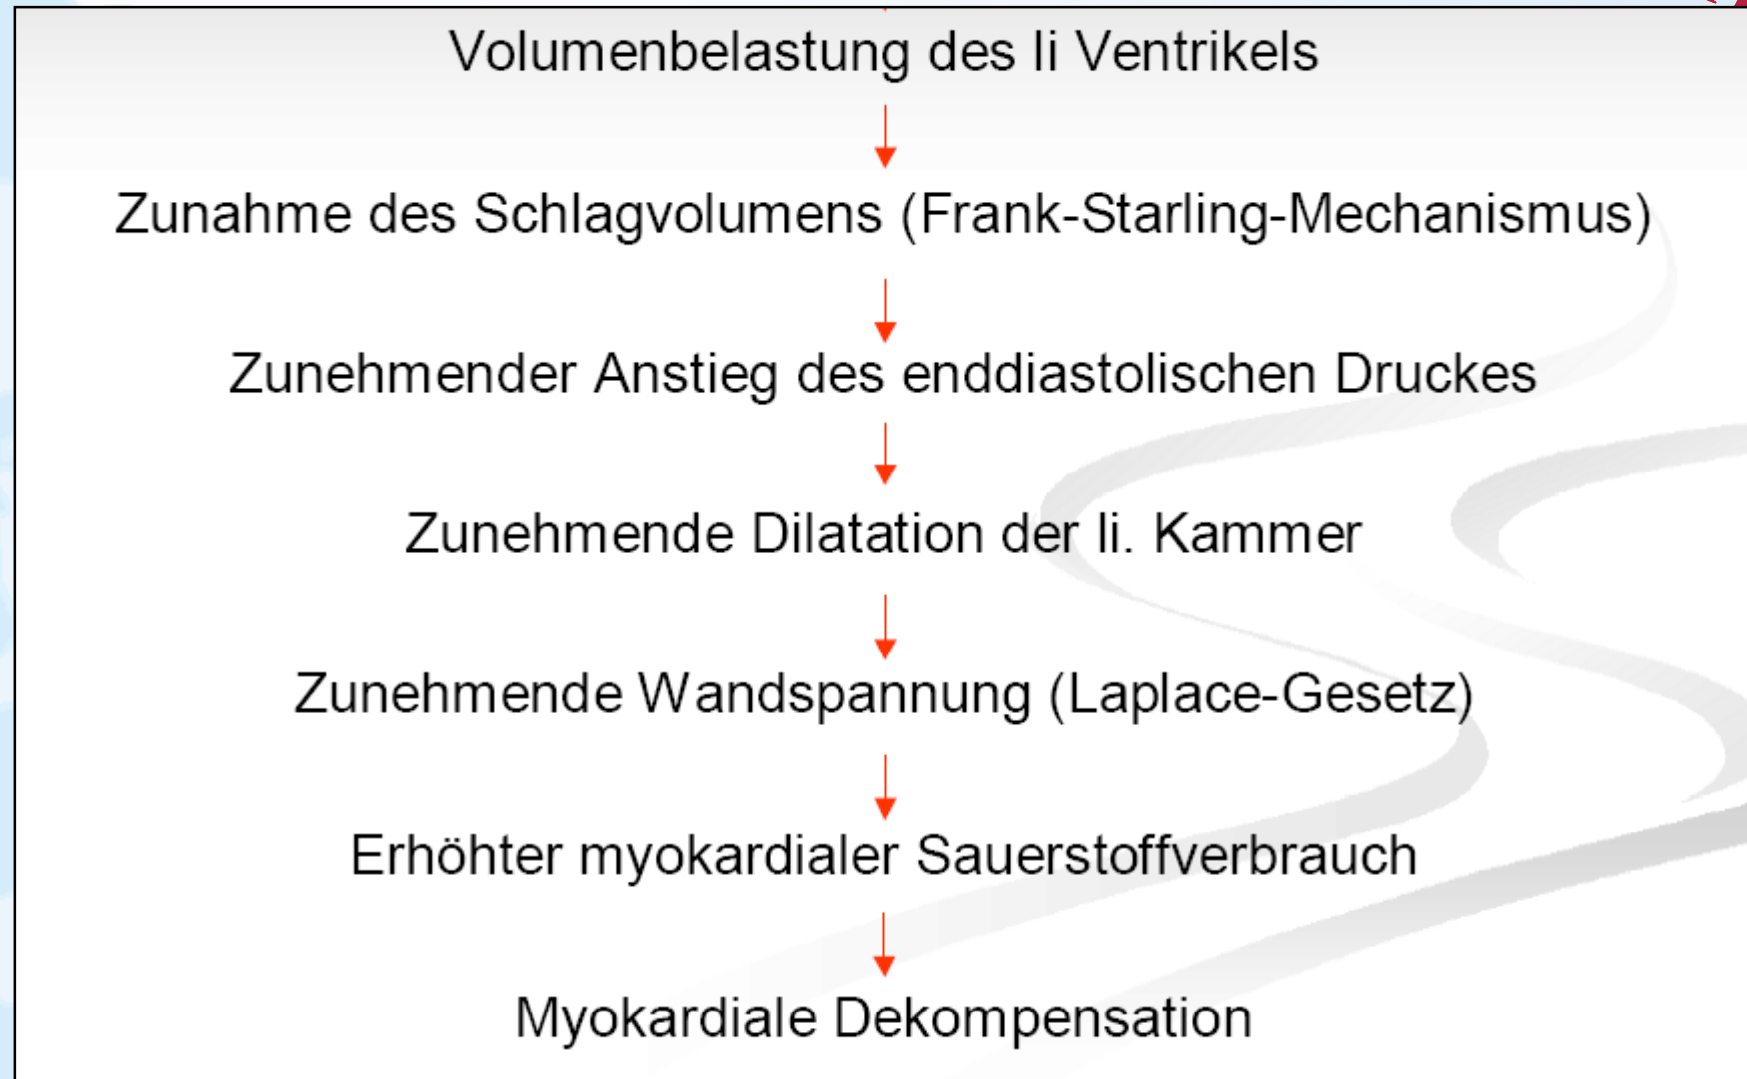 Volumenbelastung des li Ventrikels
Zunahme des Schlagvolumens (Frank-Starling-Mechanismus)
Zunehmender Anstieg des enddiastolischen Druckes
Zunehmende Dilatation der li. Kammer
Zunehmende Wandspannung (Laplace-Gesetz)
Erhöhter myokardialer Sauerstoffverbrauch
Myokardiale Dekompensation